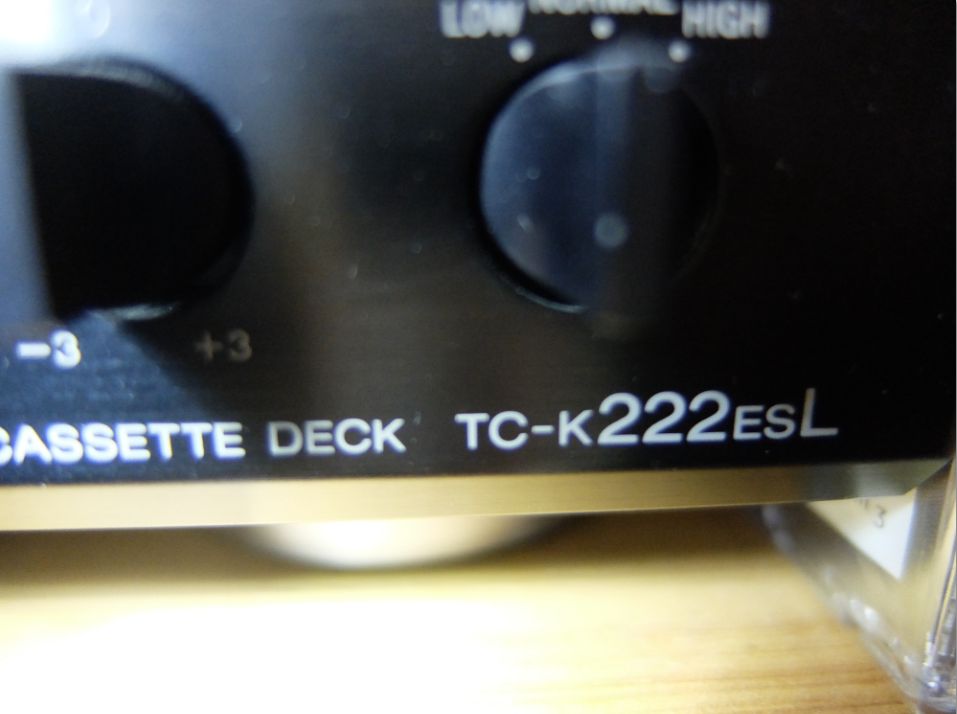 LOW NORMAL HIGH
-3 +3
CASSETTE DECK TC-K222ESL